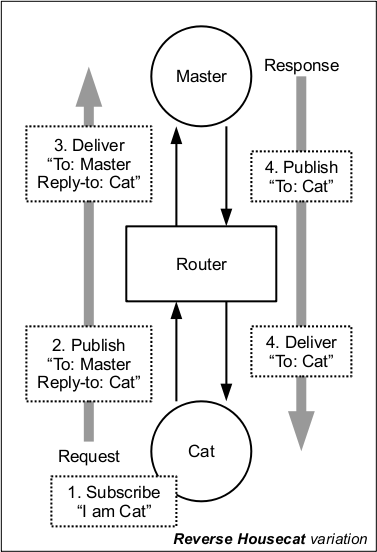 Master
Response
3. Deliver
“To: Master
Reply-to: Cat”
4. Publish
“To: Cat”
Router
2. Publish
“To: Master
Reply-to: Cat”
4. Deliver
“To: Cat”
Request
Cat
1. Subscribe
“I am Cat”
Reverse Housecat variation